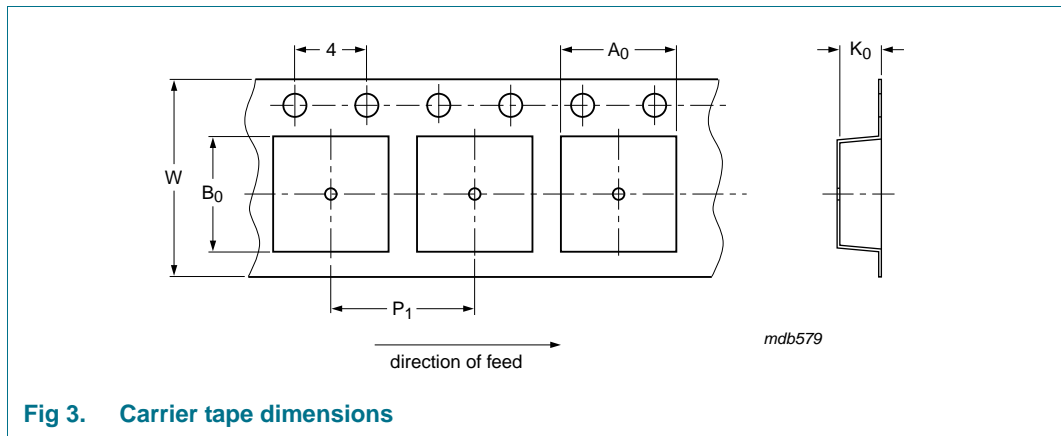 4
A0
K0
W
B0
P1
direction of feed
mdb579
Fig 3. Carrier tape dimensions